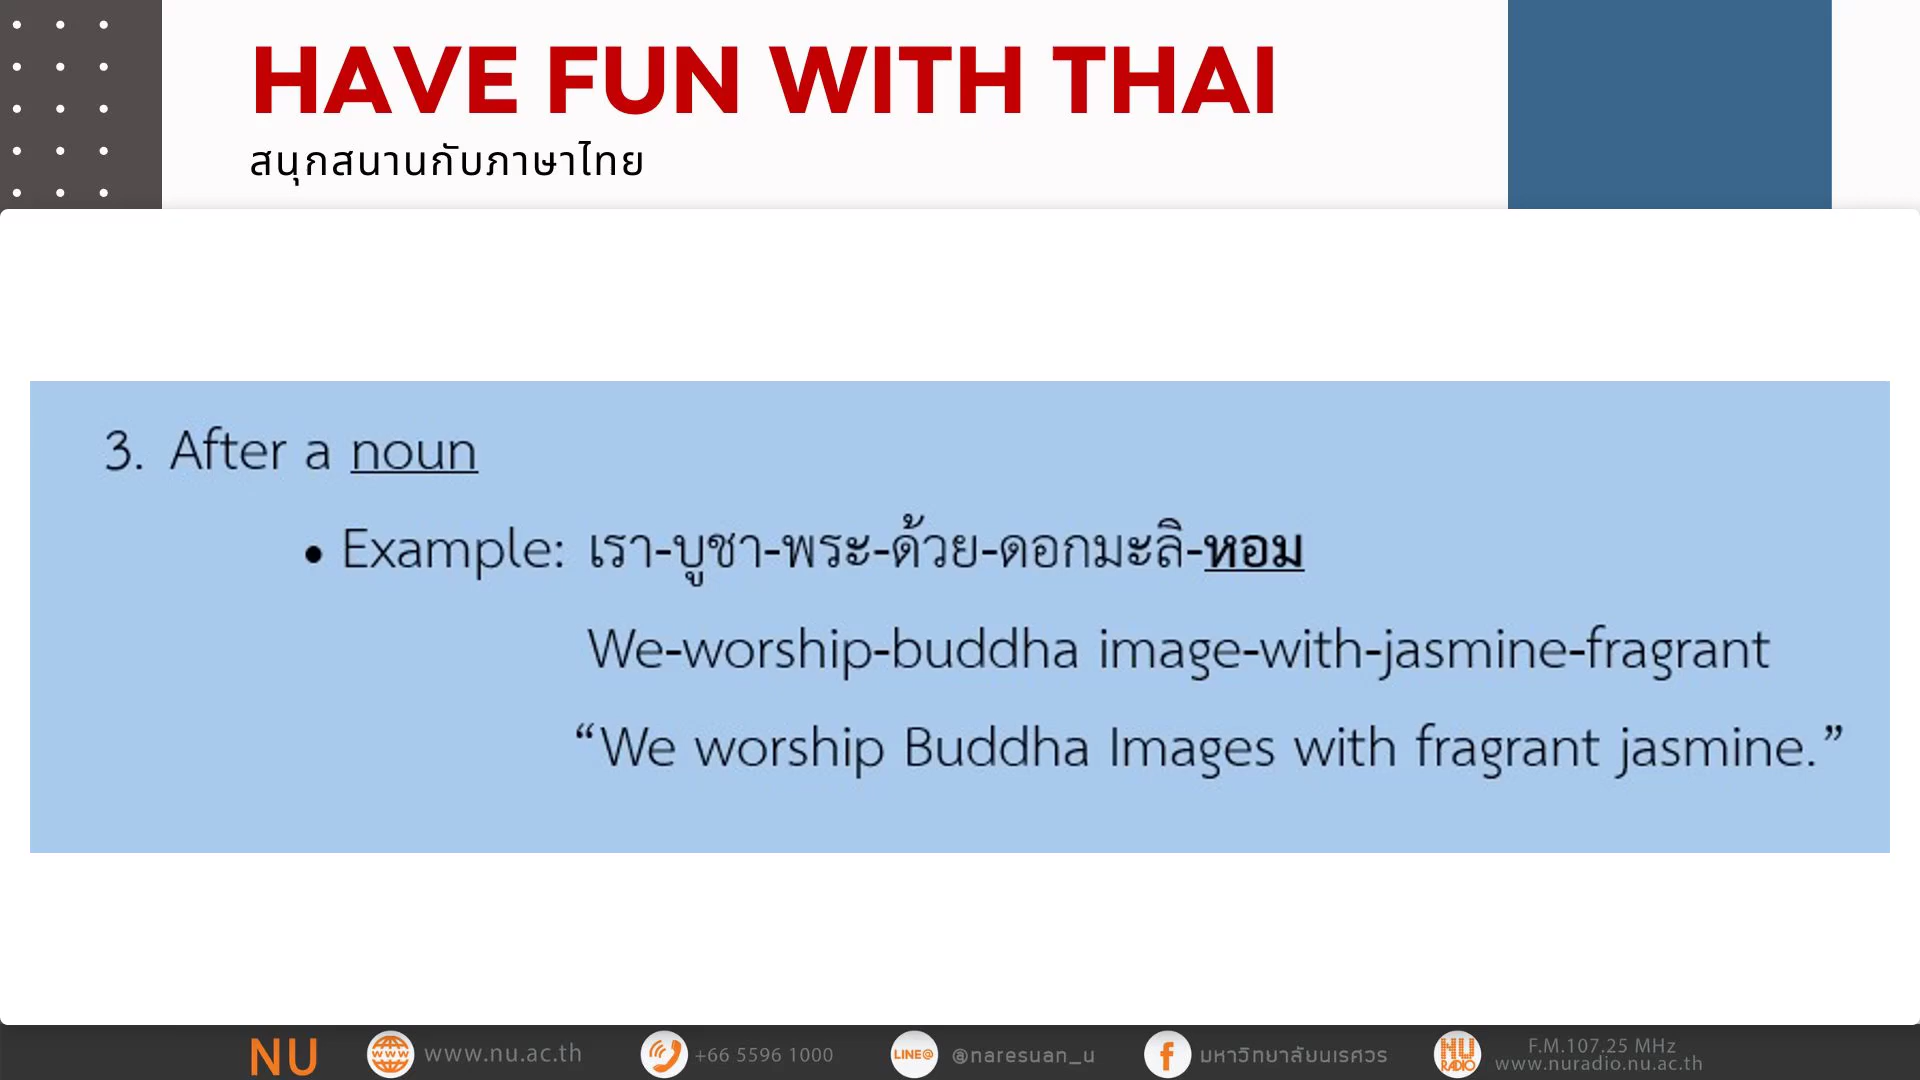 HAVE FUN WITH THAI
สนุกสนานกับภาษาไทย
3. After a noun
• Example: เรา-บูชา-พระ-ด้วย-ดอกมะลิ-หอม
We-worship-buddha image-with-jasmine-fragrant
“We worship Buddha Images with fragrant jasmine.”
NU
www
www.nu.ac.th
+66 5596 1000
LINE@
@naresuan_u
f
มหาวิทยาลัยนเรศวร
NU
RADIO
F.M.107.25 MHz
www.nuradio.nu.ac.th